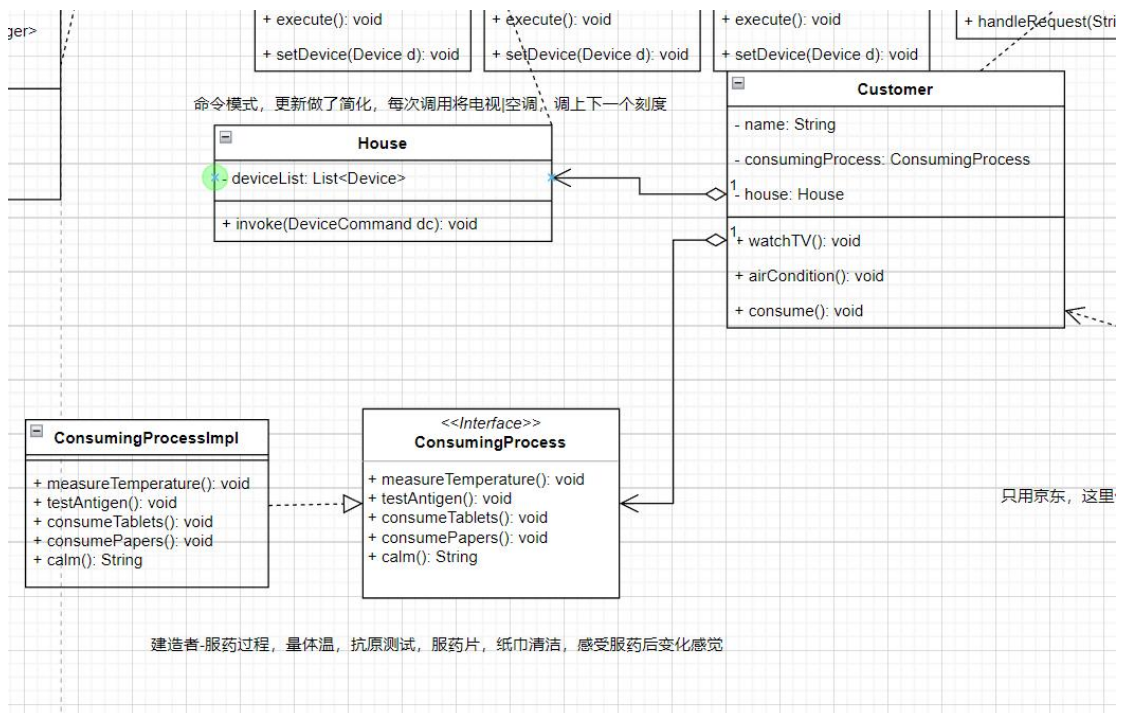 ger>
+ execute(): void
+ setDevice(Device d): void
+ execute(): void
+ setDevice(Device d): void
+ execute(): void
+ setDevice(Device d): void
+ handleRequest(Stri
命令模式，更新做了简化，每次调用将电视|空调，调上下一个刻度
House
- deviceList: List<Device>
+ invoke(DeviceCommand dc): void
Customer
- name: String
- consumingProcess: ConsumingProcess
1
- house: House
1
+ watchTV(): void
+ airCondition(): void
+ consume(): void
ConsumingProcessImpl
+ measureTemperature(): void
+ testAntigen(): void
+ consumeTablets(): void
+ consumePapers(): void
+ calm(): String
<<Interface>>
ConsumingProcess
+ measureTemperature(): void
+ testAntigen(): void
+ consumeTablets(): void
+ consumePapers(): void
+ calm(): String
只用京东，这里
建造者-服药过程，量体温，抗原测试，服药片，纸巾清洁，感受服药后变化感觉